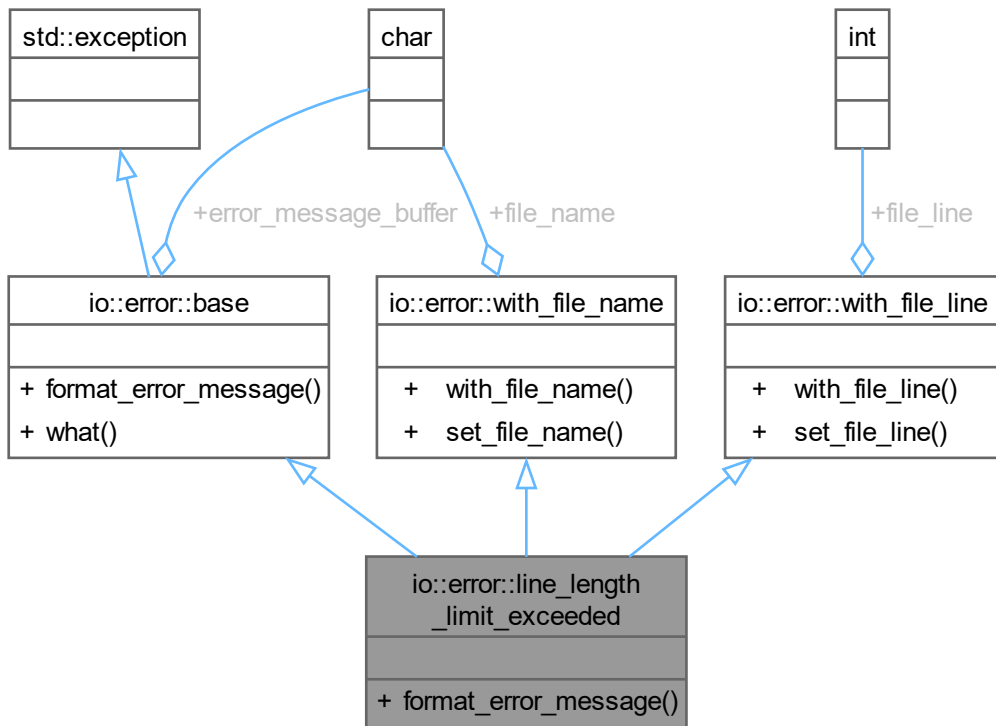 std::exception
char
int
+error_message_buffer
+file_name
+file_line
io::error::base
+ format_error_message()
+ what()
io::error::with_file_name
+ with_file_name()
+ set_file_name()
io::error::with_file_line
+ with_file_line()
+ set_file_line()
io::error::line_length
_limit_exceeded
+ format_error_message()